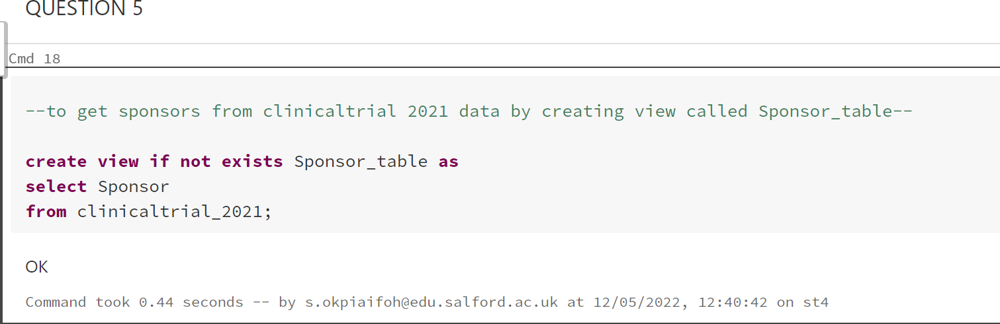 QUESTION 5
Cmd 18
--to get sponsors from clinicaltrial 2021 data by creating view called Sponsor_table--
create view if not exists Sponsor_table as
select Sponsor
from clinicaltrial_2021;
OK
Command took 0.44 seconds -- by s.okpiaifoh@edu.salford.ac.uk at 12/05/2022, 12:40:42 on st4